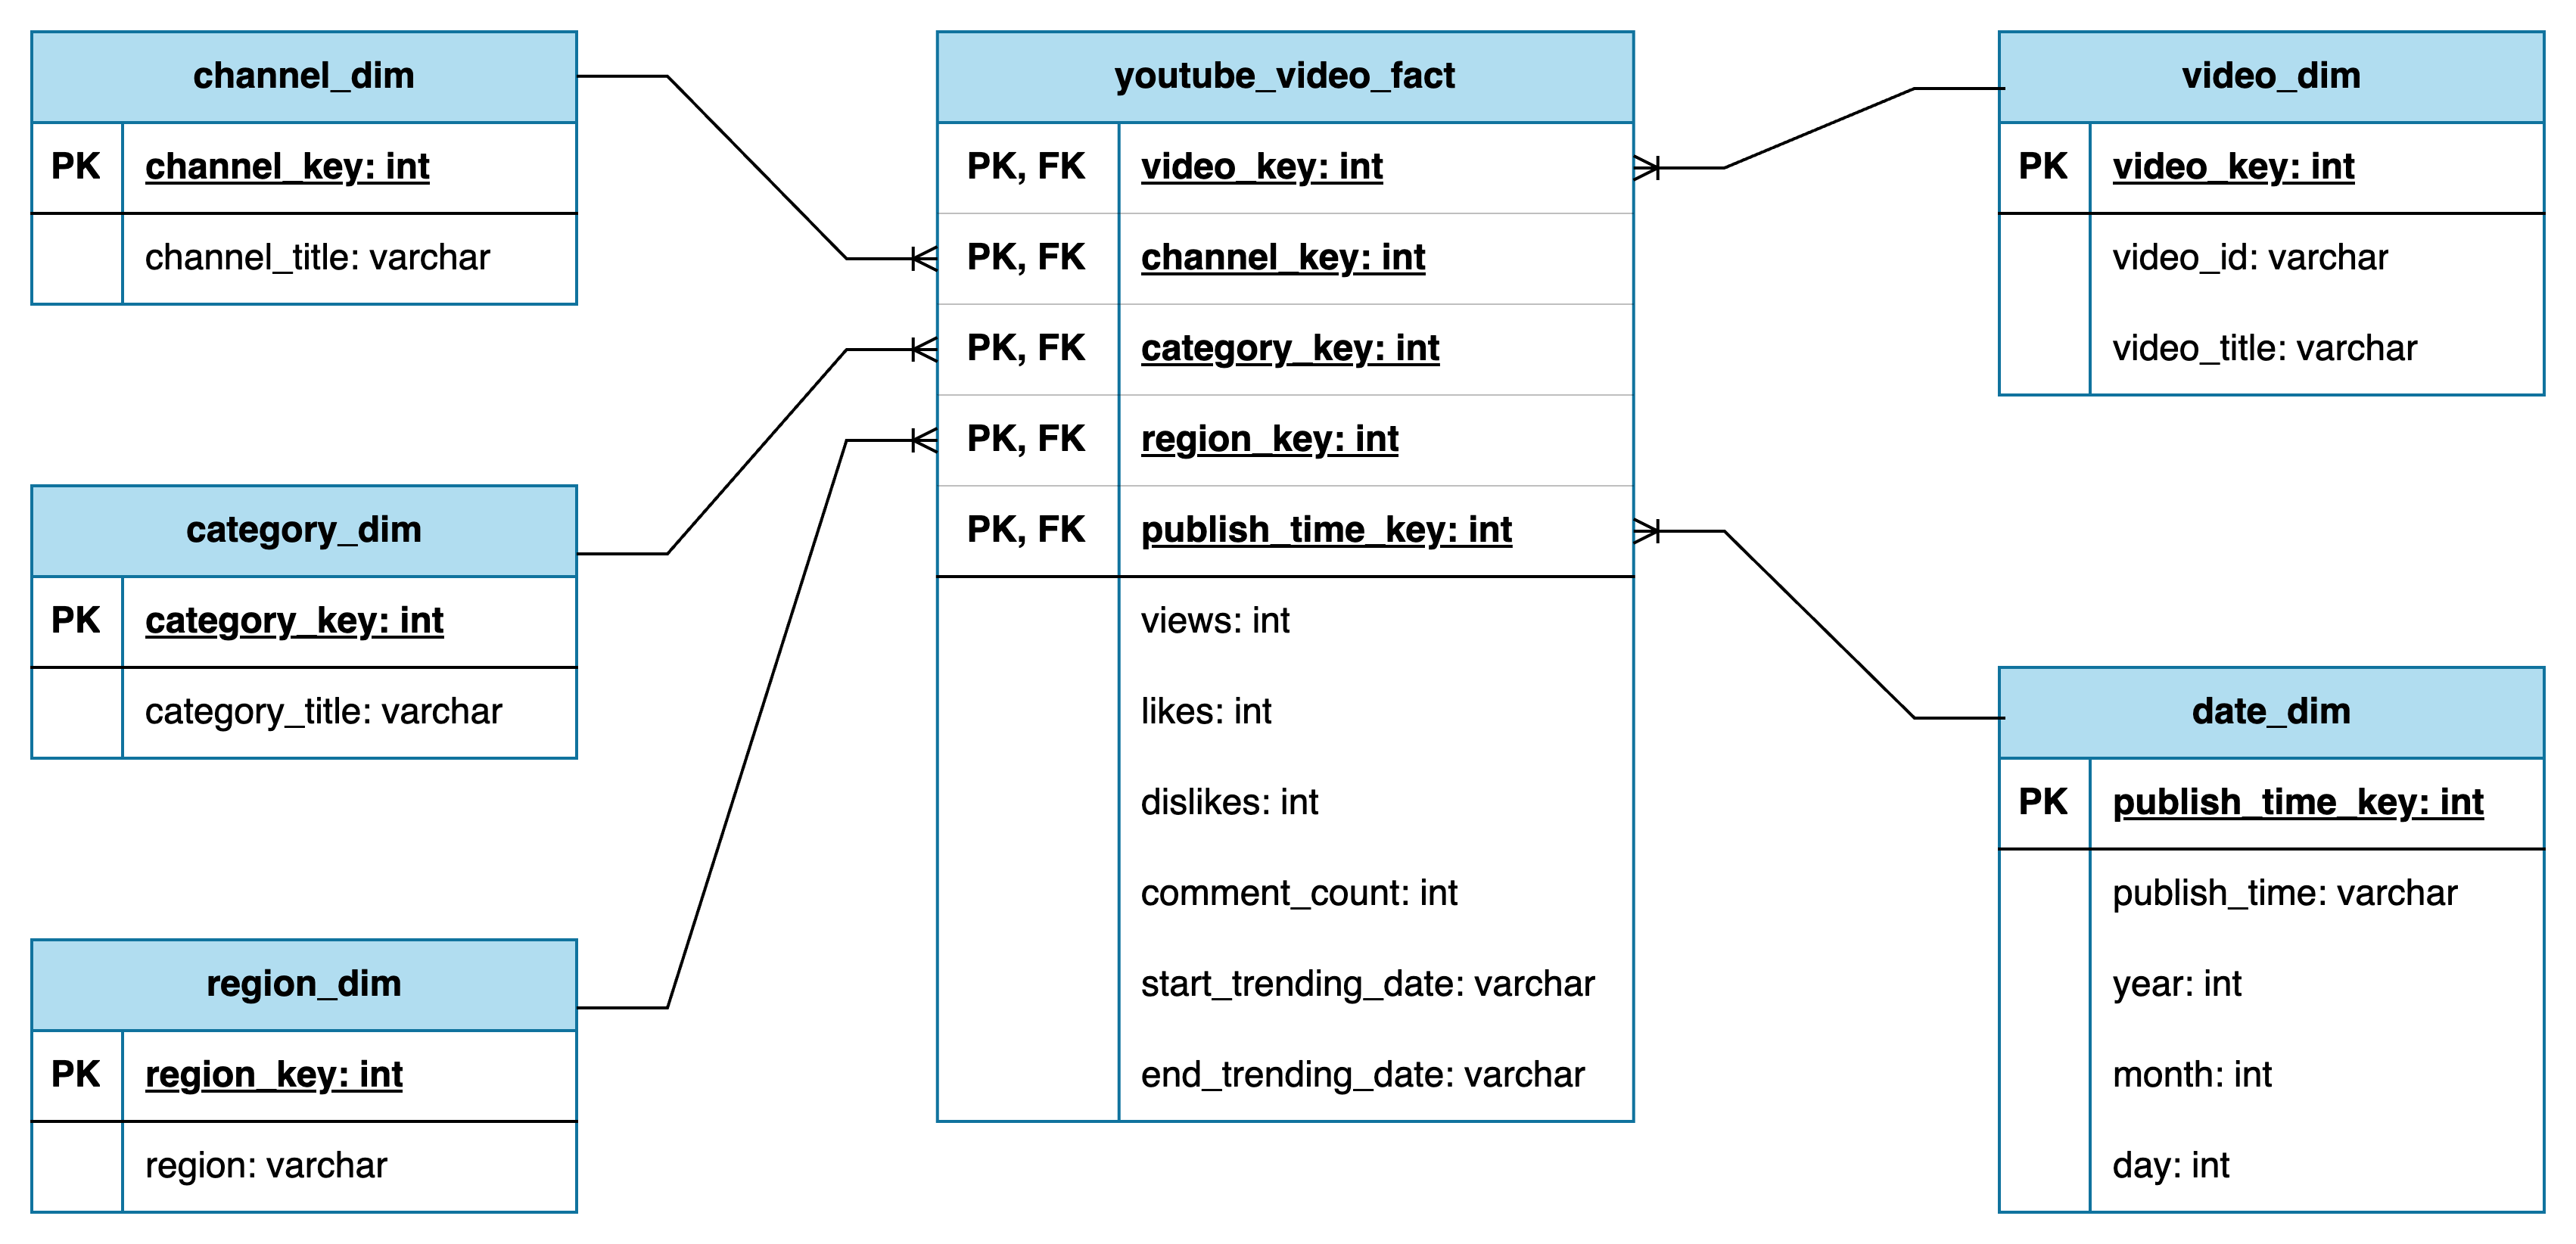 channel_dim
PK channel_key: int
channel_title: varchar
category_dim
PK category_key: int
category_title: varchar
region_dim
PK region_key: int
region: varchar
youtube_video_fact
PK, FK video_key: int
PK, FK channel_key: int
PK, FK category_key: int
PK, FK region_key: int
PK, FK publish_time_key: int
views: int
likes: int
dislikes: int
comment_count: int
start_trending_date: varchar
end_trending_date: varchar
video_dim
PK video_key: int
video_id: varchar
video_title: varchar
date_dim
PK publish_time_key: int
publish_time: varchar
year: int
month: int
day: int